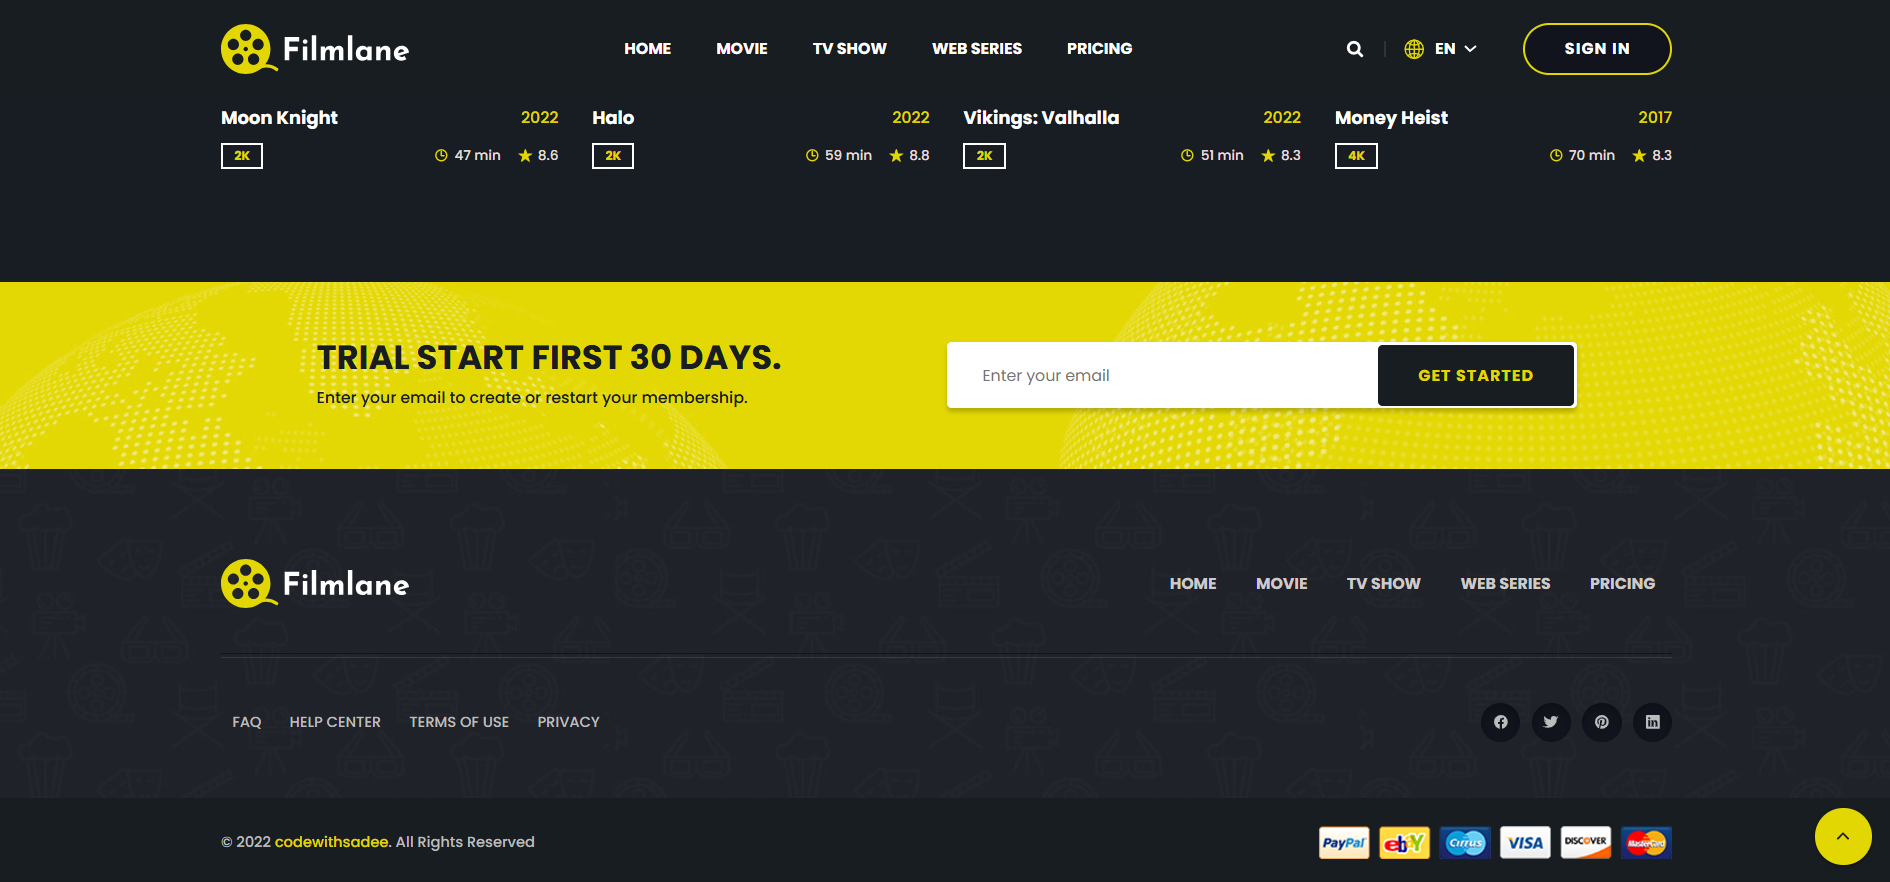 Filmlane HOME MOVIE TV SHOW WEB SERIES PRICING EN SIGN IN
Moon Knight 2022 Halo 2022 Vikings: Valhalla 2022 Money Heist 2017
2K 47 min 8.6 2K 59 min 8.8 2K 51 min 8.3 4K 70 min 8.3
TRIAL START FIRST 30 DAYS.
Enter your email to create or restart your membership.
Enter your email GET STARTED
Filmlane HOME MOVIE TV SHOW WEB SERIES PRICING
FAQ HELP CENTER TERMS OF USE PRIVACY
© 2022 codewithsadee. All Rights Reserved PayPal ebY Cirrus VISA DISCOVER MasterCard